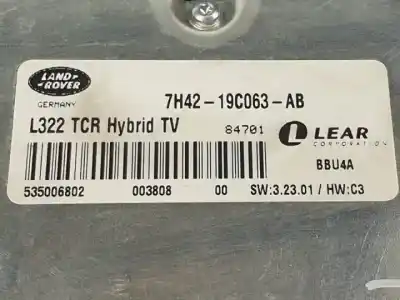 LAND
ROVER
GERMANY
7H42-19C063-AB
L322 TCR Hybrid TV
84701
LEAR
CORPORATION
BBU4A
535006802 003808 00 SW:3.23.01 / HW:C3